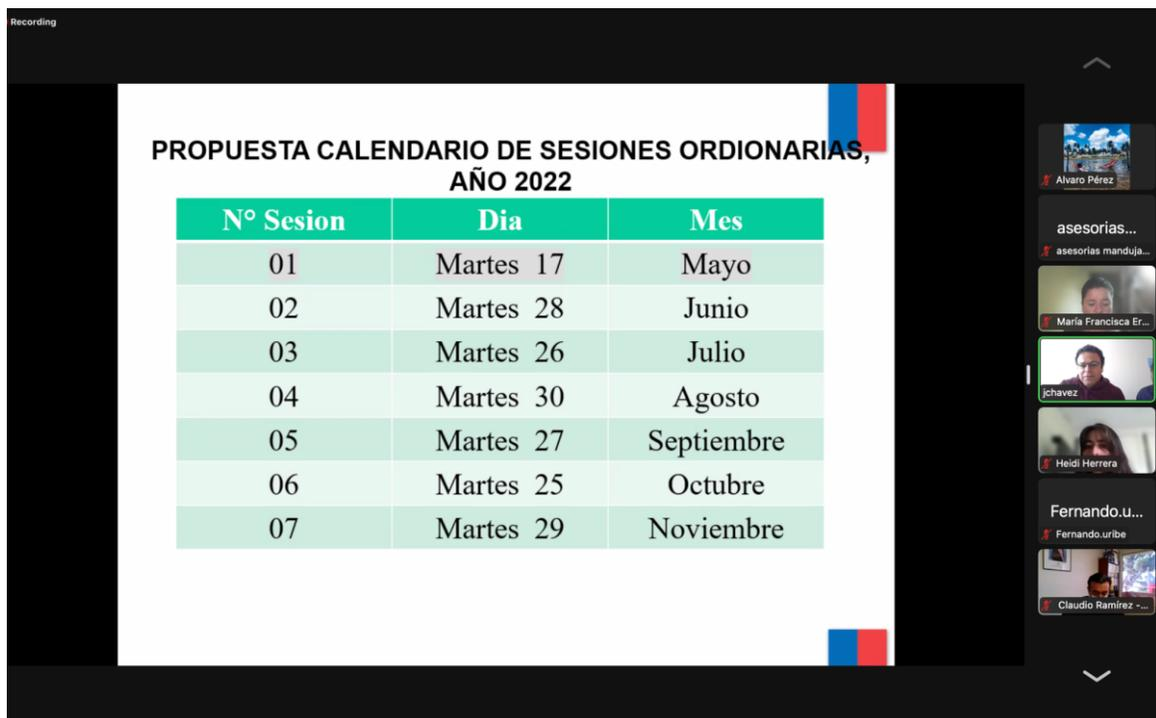 Recording
PROPUESTA CALENDARIO DE SESIONES ORDIONARIAS,
AÑO 2022
N° Sesion Dia Mes
01 Martes 17 Mayo
02 Martes 28 Junio
03 Martes 26 Julio
04 Martes 30 Agosto
05 Martes 27 Septiembre
06 Martes 25 Octubre
07 Martes 29 Noviembre
Alvaro Pérez
asesorias...
asesorias manduja...
María Francisca Er...
jchavez
Heidi Herrera
Fernando.u...
Fernando.uribe
Claudio Ramírez -...